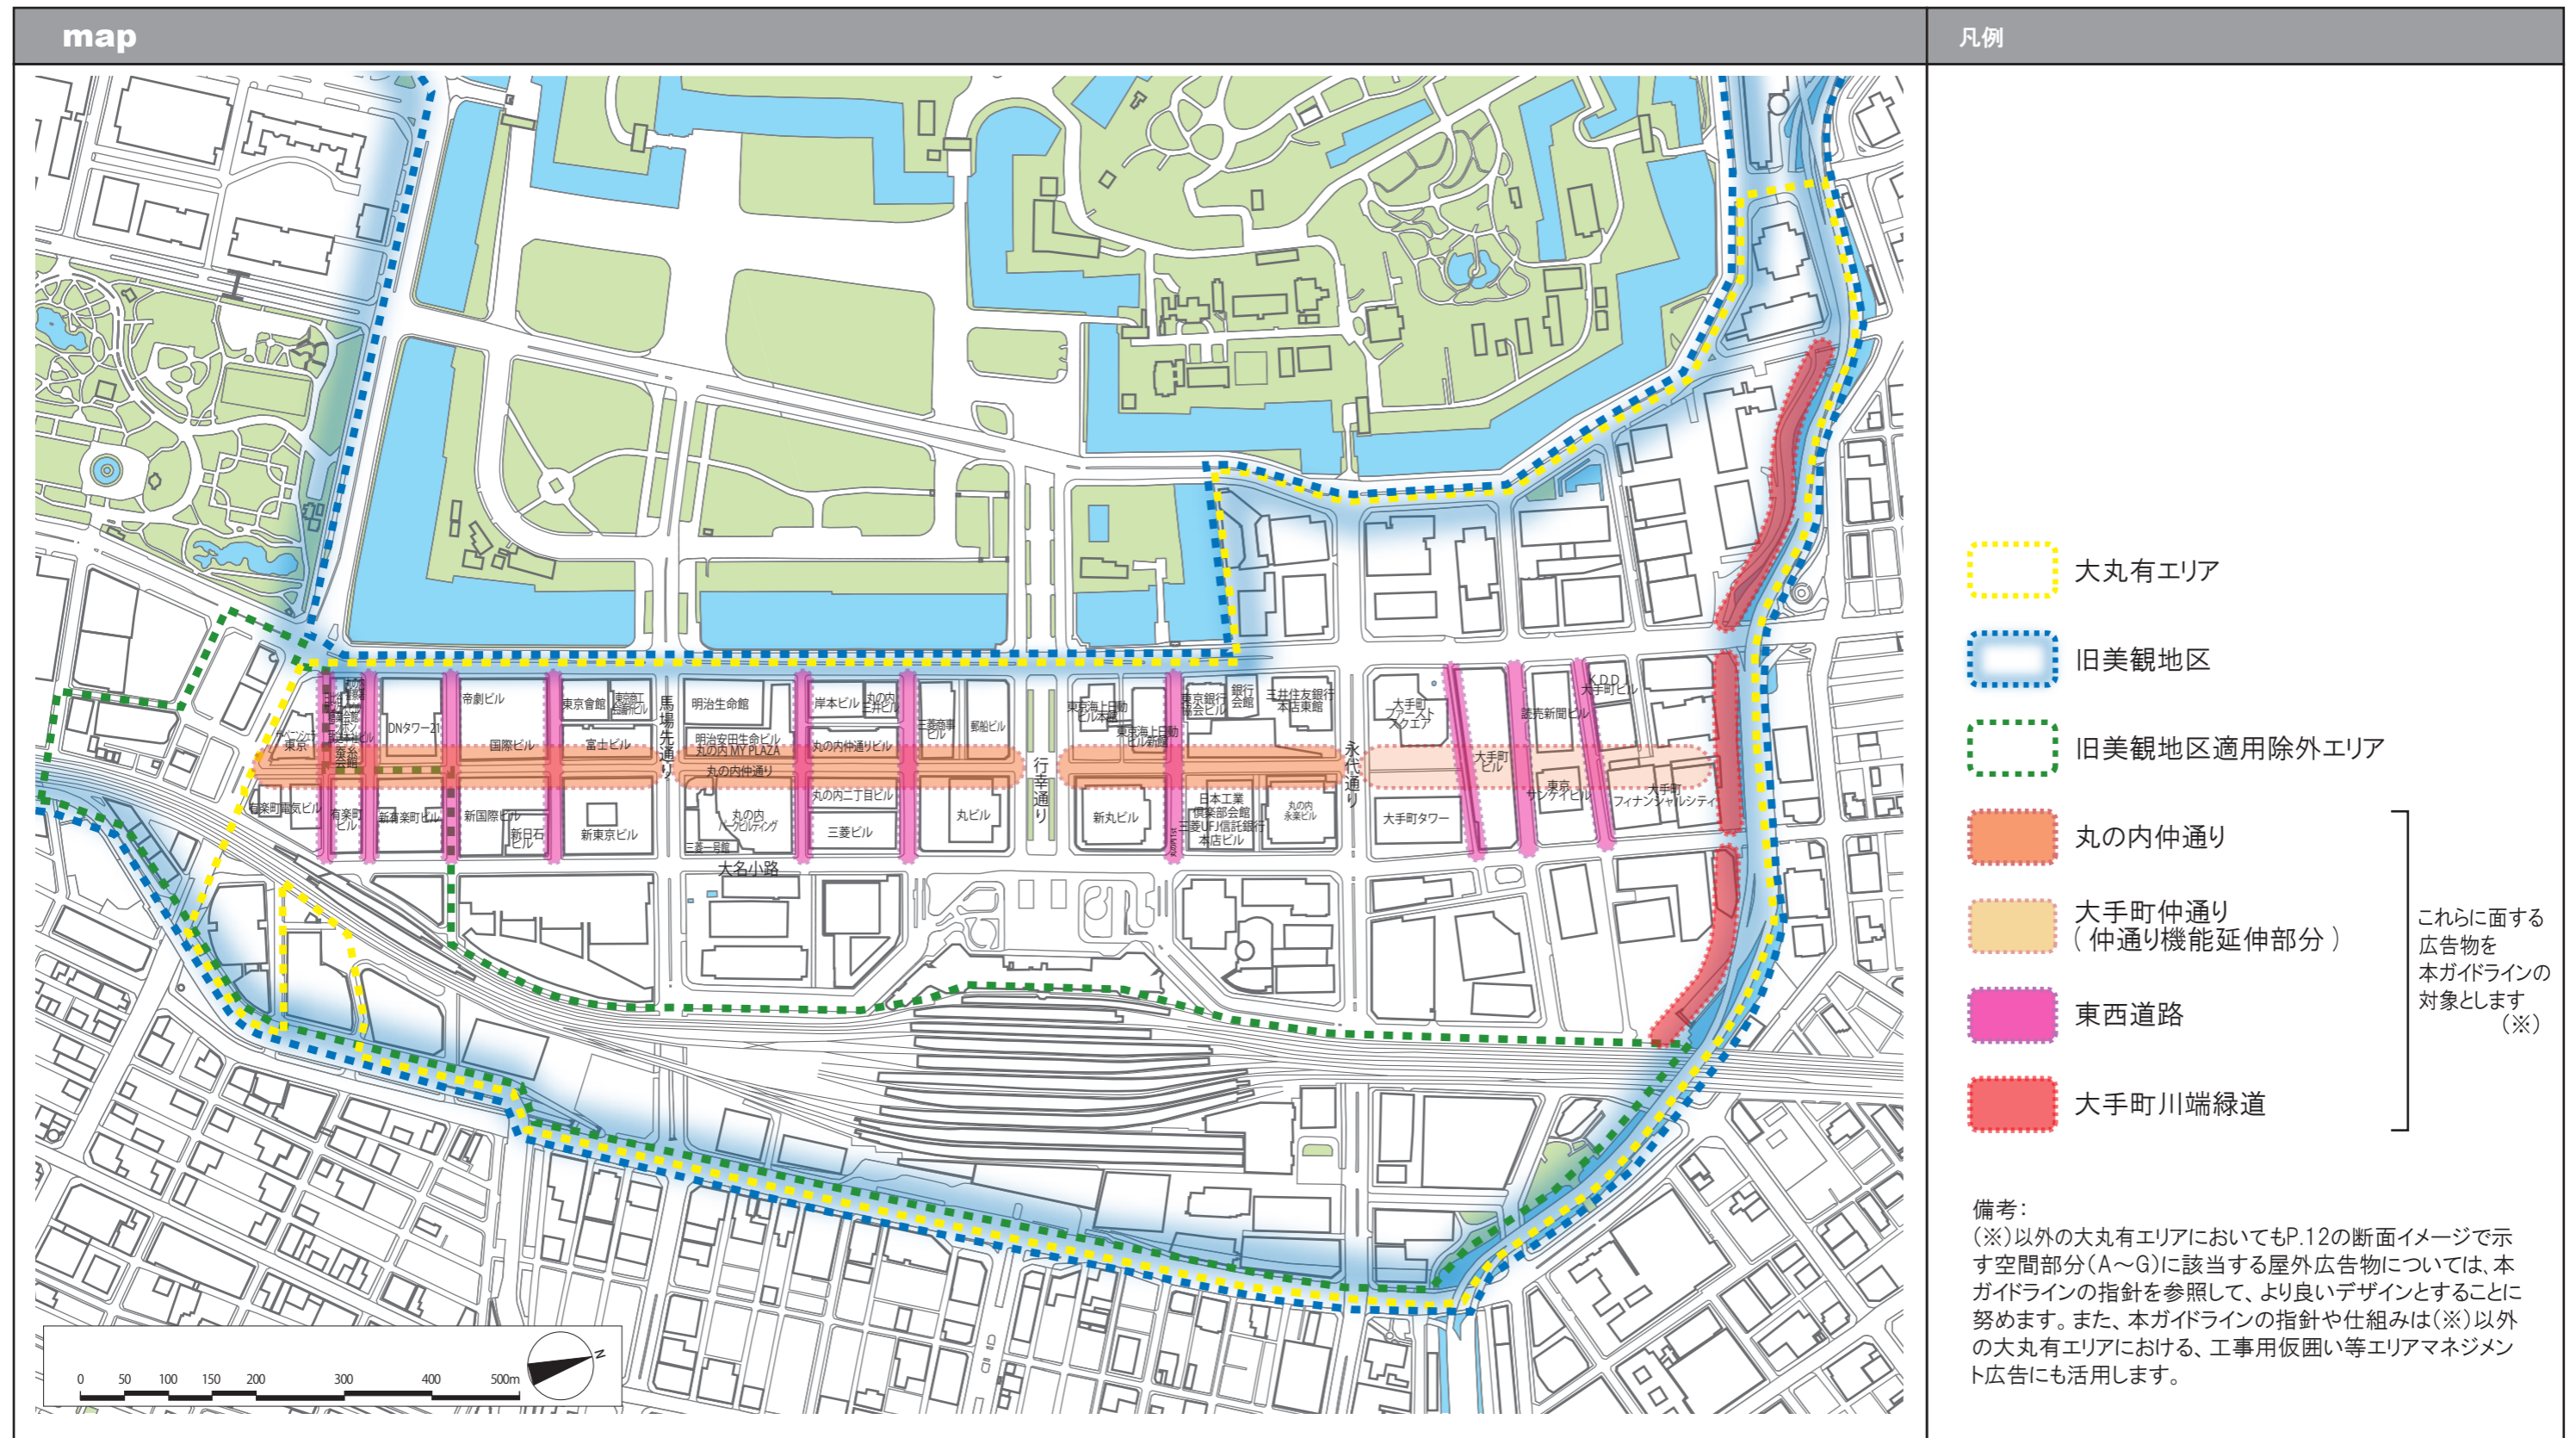 map
凡例
帝劇ビル
東京會館
明治生命館
岸本ビル
丸の内
三井ビル
DNタワー21
国際ビル
富士ビル
馬場先通り
明治安田生命ビル
丸の内 MY PLAZA
丸の内仲通りビル
三菱商事
ビル
郵船ビル
東京海上日動
ビル本館
東京海上日動
ビル新館
東京銀行
協会ビル
銀行
会館
三井住友銀行
本店東館
大手町
ファースト
スクエア
読売新聞ビル
KDDI
大手町ビル
東京
蚕糸
会館
丸の内仲通り
行幸通り
永代通り
大手町
ビル
東京
サンケイビル
大手町
フィナンシャルシティ
有楽町電気ビル
有楽町
ビル
新有楽町ビル
新国際ビル
新日石
ビル
新東京ビル
丸の内
パークビルディング
三菱一号館
丸の内二丁目ビル
三菱ビル
丸ビル
新丸ビル
日本工業
倶楽部会館
三菱UFJ信託銀行
本店ビル
丸の内
永楽ビル
大手町タワー
大名小路
0 50 100 150 200 300 400 500m
N
大丸有エリア
旧美観地区
旧美観地区適用除外エリア
丸の内仲通り
大手町仲通り
（ 仲通り機能延伸部分 ）
東西道路
大手町川端緑道
これらに面する
広告物を
本ガイドラインの
対象とします
（※）
備考：
（※）以外の大丸有エリアにおいてもP.12の断面イメージで示
す空間部分（A～G）に該当する屋外広告物については、本
ガイドラインの指針を参照して、より良いデザインとすることに
努めます。また、本ガイドラインの指針や仕組みは（※）以外
の大丸有エリアにおける、工事用仮囲い等エリアマネジメン
ト広告にも活用します。